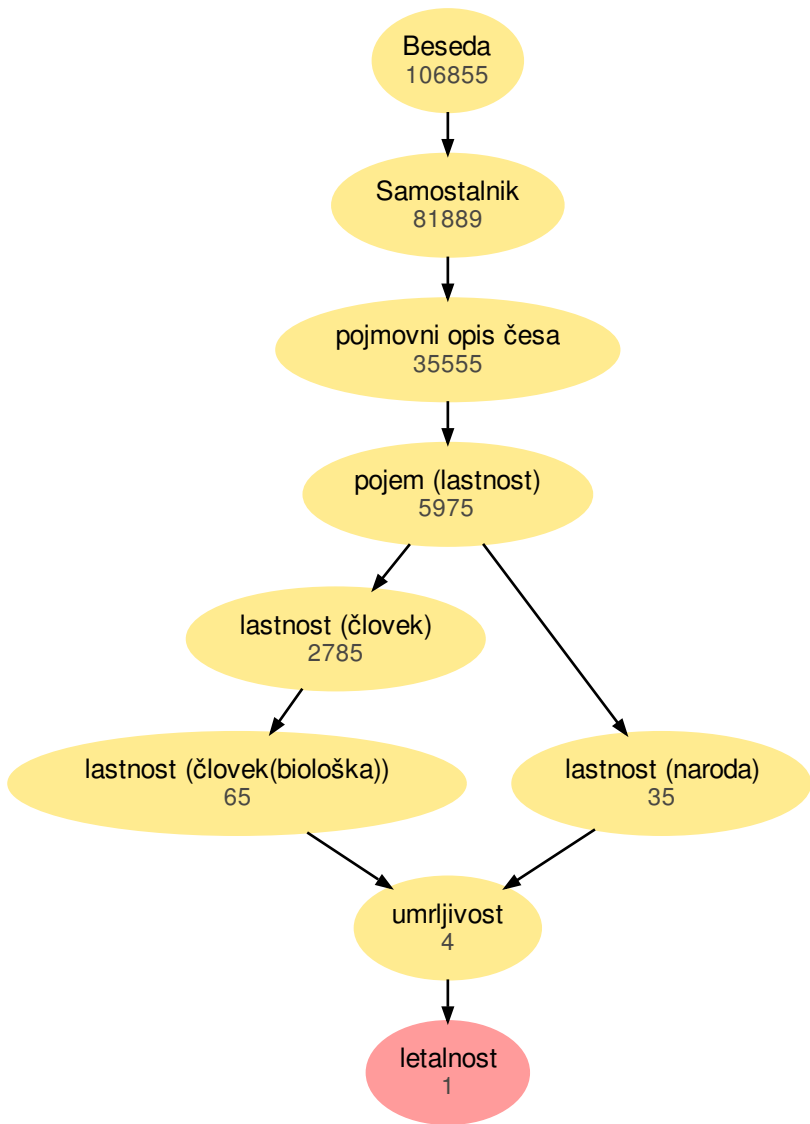 Beseda
106855
Samostalnik
81889
pojmovni opis česa
35555
pojem (lastnost)
5975
lastnost (človek)
2785
lastnost (človek(biološka))
65
lastnost (naroda)
35
umrljivost
4
letalnost
1